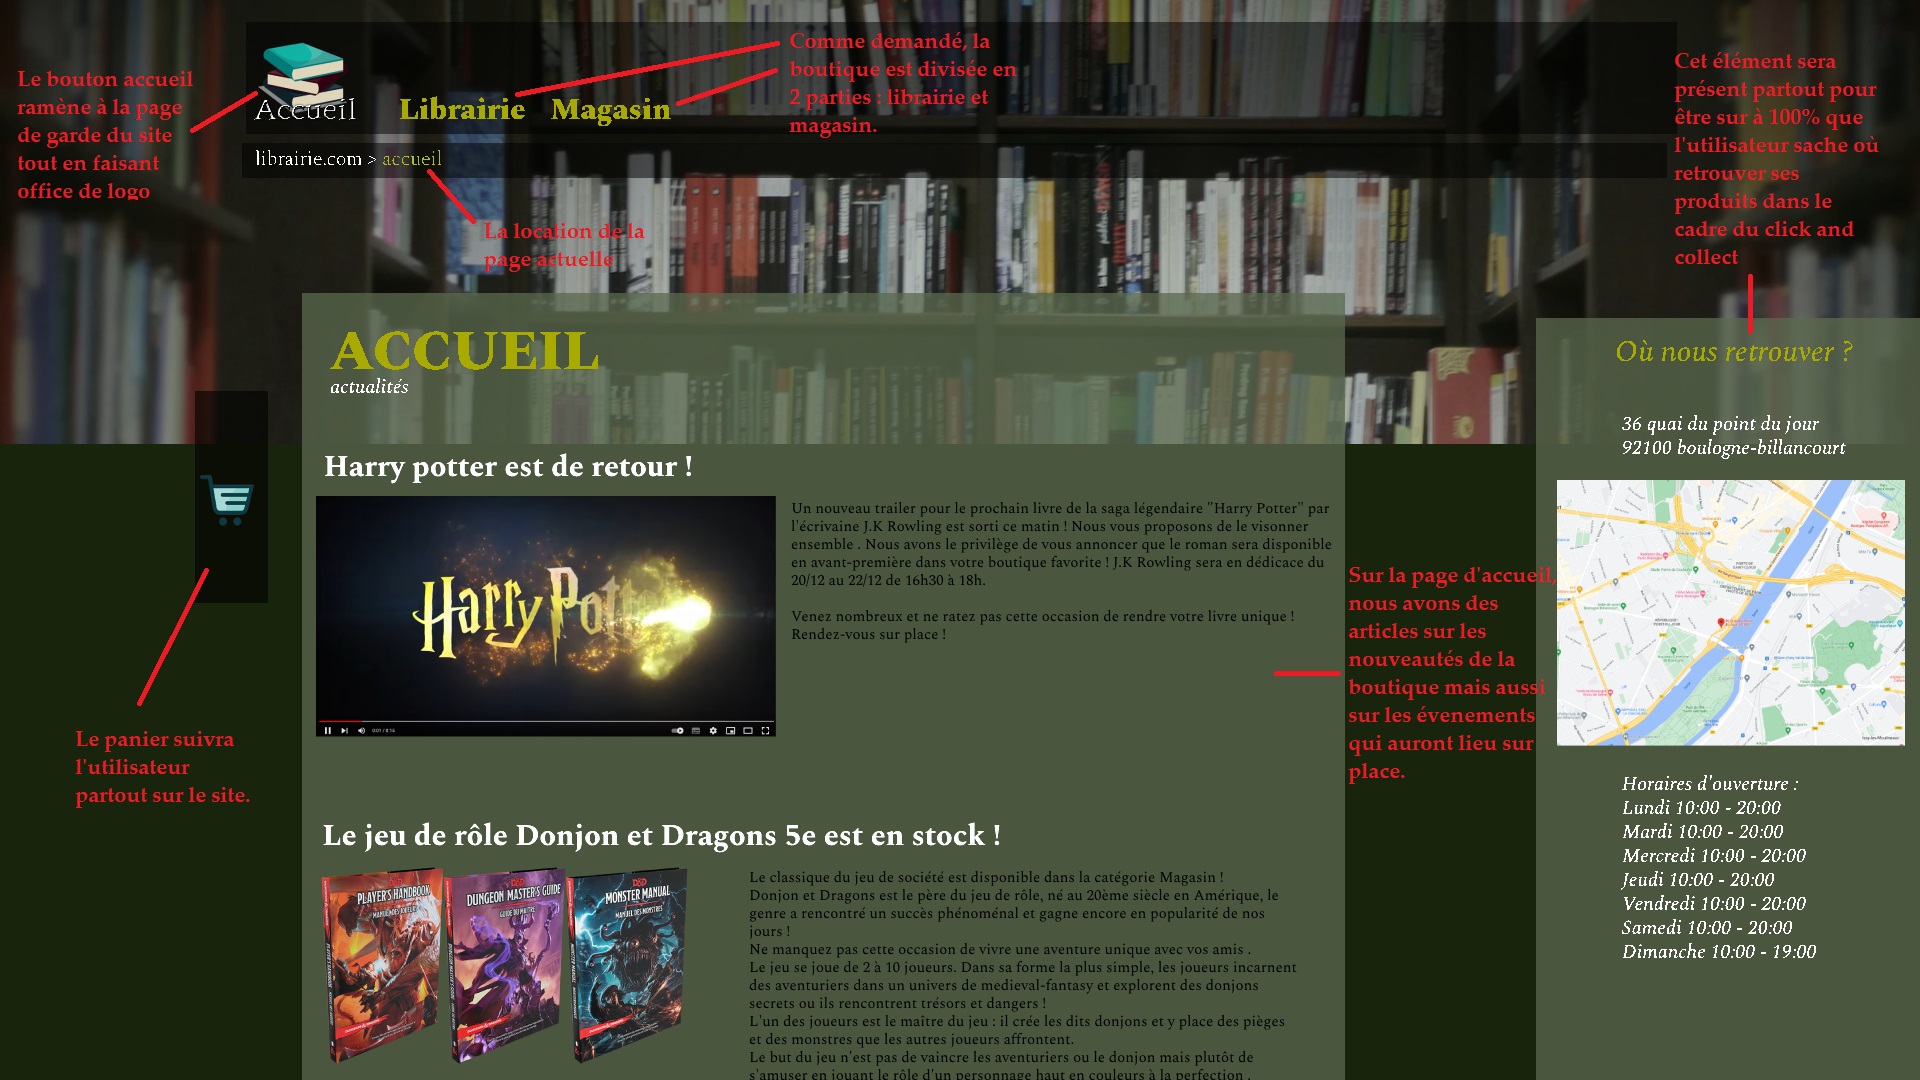 Le bouton accueil
ramène à la page
de garde du site
tout en faisant
office de logo
Accueil
Librairie Magasin
Comme demandé, la
boutique est divisée en
2 parties : librairie et
magasin.
librairie.com > accueil
La location de la
page actuelle
Cet élément sera
présent partout pour
être sur à 100% que
l'utilisateur sache où
retrouver ses
produits dans le
cadre du click and
collect
ACCUEIL
actualités
Harry potter est de retour !
Harry Pott
0:01 / 8:16
Un nouveau trailer pour le prochain livre de la saga légendaire "Harry Potter" par
l'écrivaine J.K Rowling est sorti ce matin ! Nous vous proposons de le visonner
ensemble . Nous avons le privilège de vous annoncer que le roman sera disponible
en avant-première dans votre boutique favorite ! J.K Rowling sera en dédicace du
20/12 au 22/12 de 16h30 à 18h.
Venez nombreux et ne ratez pas cette occasion de rendre votre livre unique !
Rendez-vous sur place !
Le panier suivra
l'utilisateur
partout sur le site.
Sur la page d'accueil,
nous avons des
articles sur les
nouveautés de la
boutique mais aussi
sur les évenements
qui auront lieu sur
place.
Le jeu de rôle Donjon et Dragons 5e est en stock !
PLAYER'S HANDBOOK
MANUEL DES JOUEURS
D&D
DUNGEON MASTER'S GUIDE
GUIDE DU MAÎTRE
D&D
MONSTER MANUAL
MANUEL DES MONSTRES
Le classique du jeu de société est disponible dans la catégorie Magasin !
Donjon et Dragons est le père du jeu de rôle, né au 20ème siècle en Amérique, le
genre a rencontré un succès phénoménal et gagne encore en popularité de nos
jours !
Ne manquez pas cette occasion de vivre une aventure unique avec vos amis .
Le jeu se joue de 2 à 10 joueurs. Dans sa forme la plus simple, les joueurs incarnent
des aventuriers dans un univers de medieval-fantasy et explorent des donjons
secrets ou ils rencontrent trésors et dangers !
L'un des joueurs est le maître du jeu : il crée les dits donjons et y place des pièges
et des monstres que les autres joueurs affrontent.
Le but du jeu n'est pas de vaincre les aventuriers ou le donjon mais plutôt de
s'amuser en jouant le rôle d'un personnage haut en couleurs à la perfection .
Où nous retrouver ?
36 quai du point du jour
92100 boulogne-billancourt
Horaires d'ouverture :
Lundi 10:00 - 20:00
Mardi 10:00 - 20:00
Mercredi 10:00 - 20:00
Jeudi 10:00 - 20:00
Vendredi 10:00 - 20:00
Samedi 10:00 - 20:00
Dimanche 10:00 - 19:00